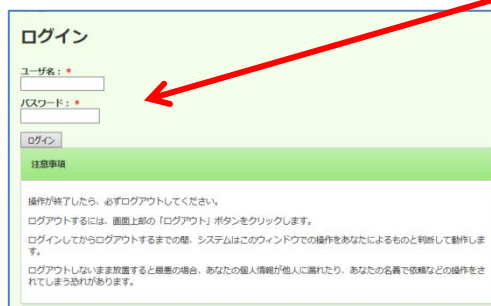 ログイン
ユーザ名：*
パスワード：*
ログイン
注意事項
操作が終了したら、必ずログアウトしてください。
ログアウトするには、画面上部の「ログアウト」ボタンをクリックします。
ログインしてからログアウトするまでの間、システムはこのウィンドウでの操作をあなたによるものと判断して動作しま
す。
ログアウトしないまま放置すると最悪の場合、あなたの個人情報が他人に漏れたり、あなたの名義で依頼などの操作をさ
れてしまう恐れがあります。